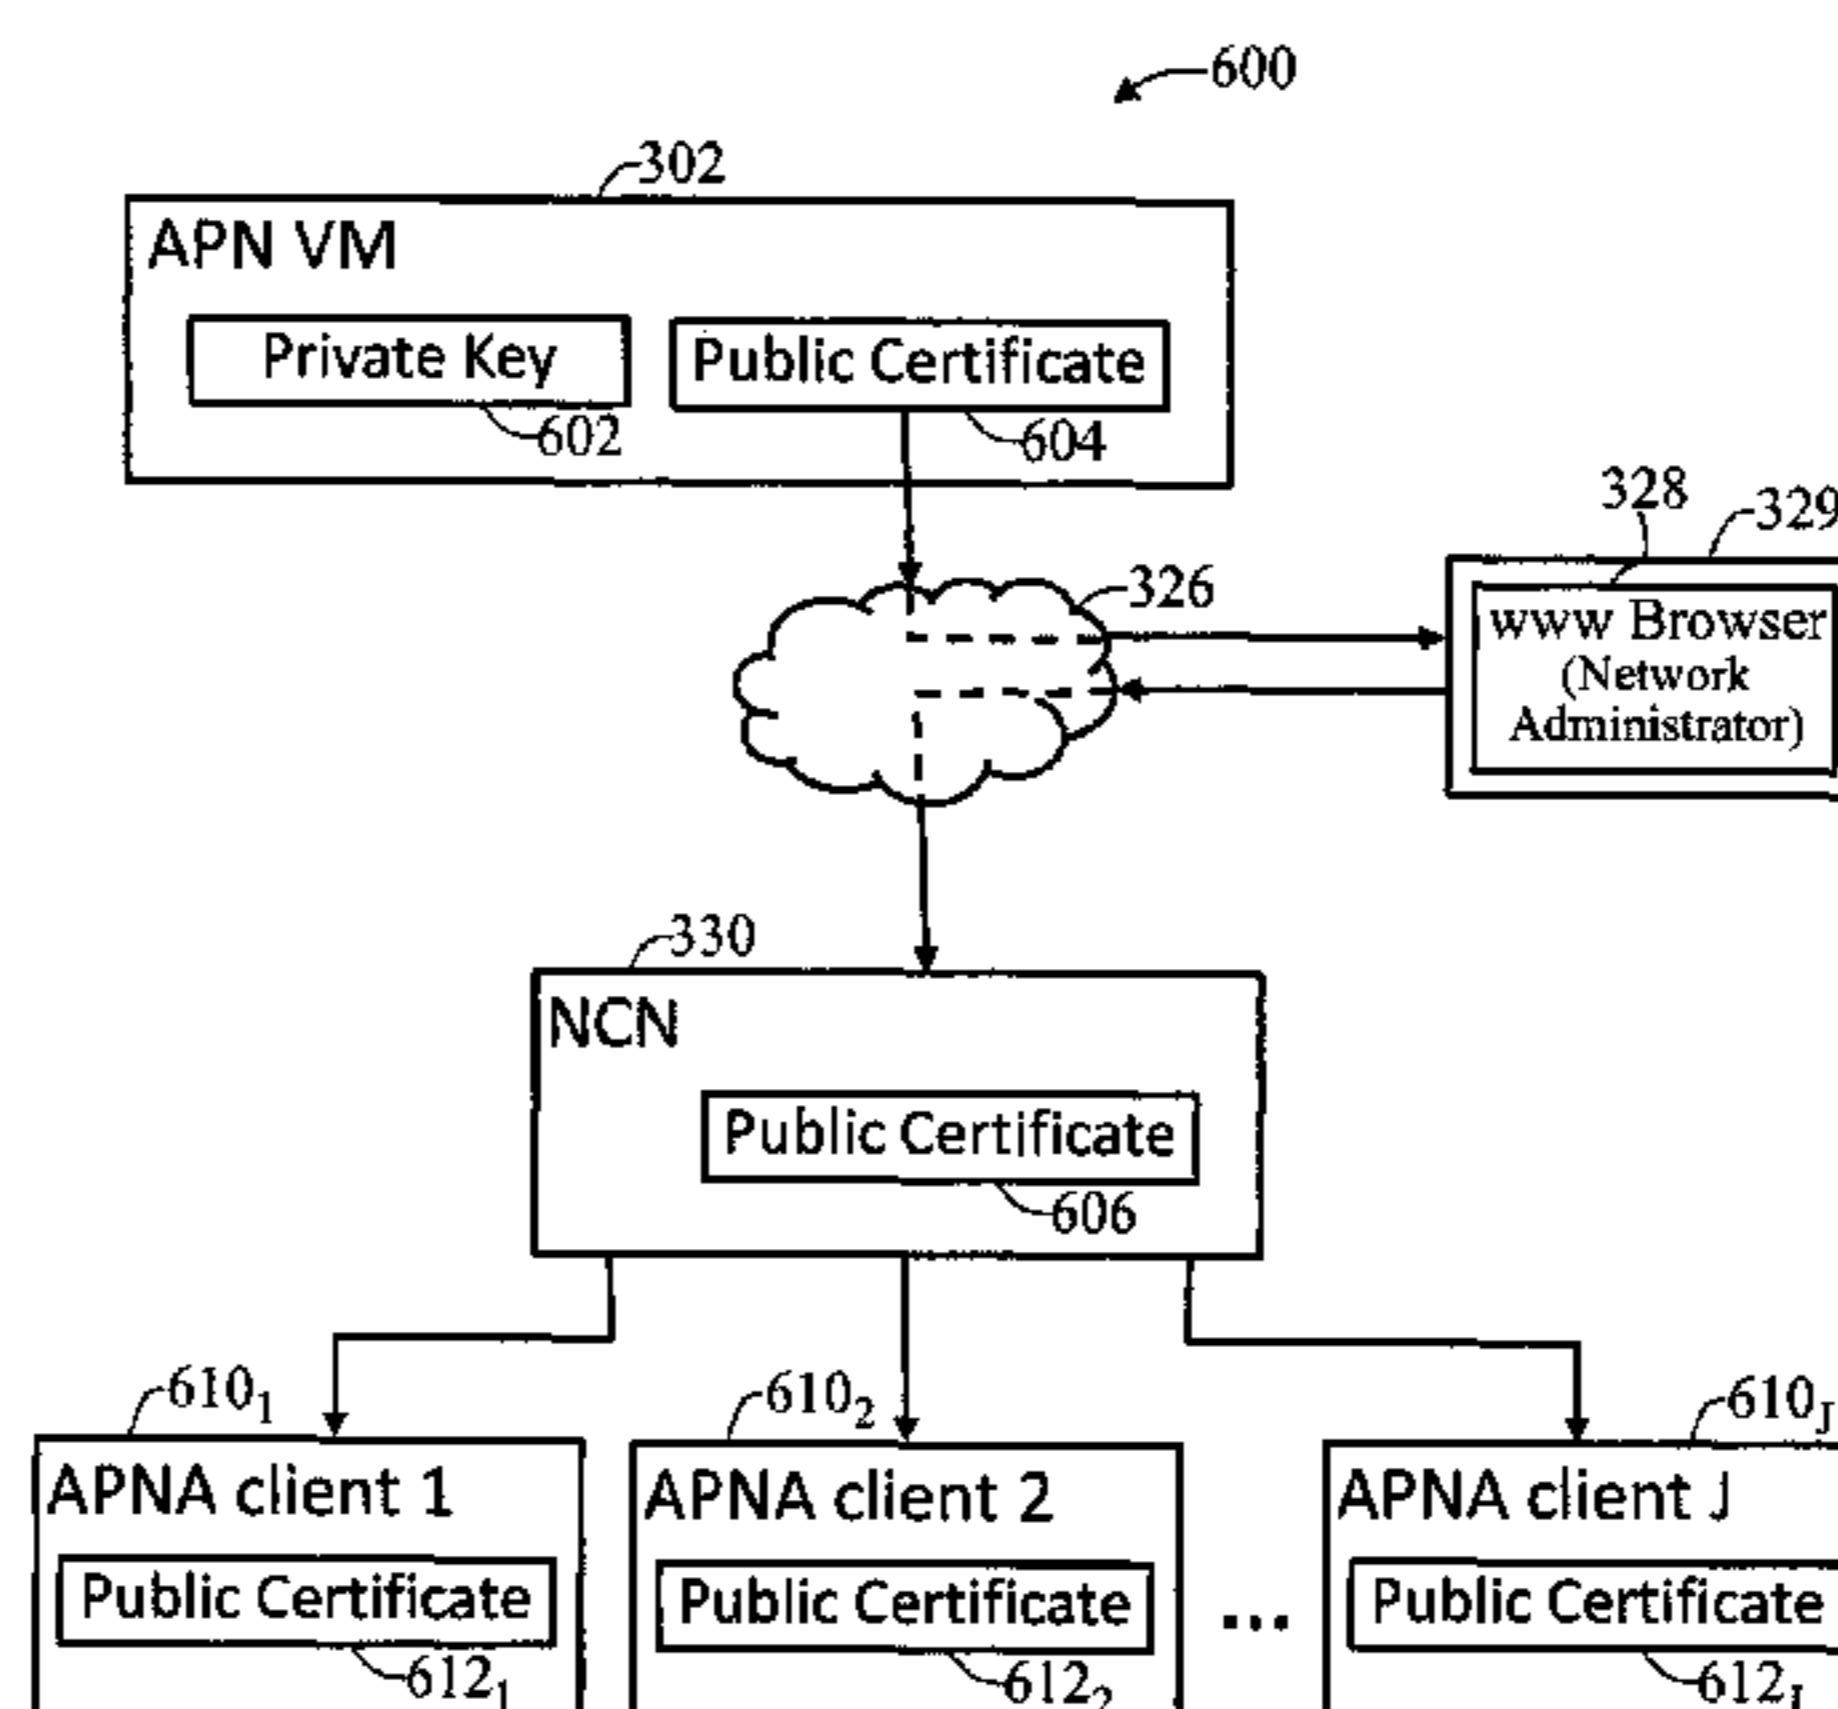 600
302
APN VM
Private Key
Public Certificate
602
604
328
329
326
www Browser
(Network
Administrator)
330
NCN
Public Certificate
606
610₁
610₂
610J
APNA client 1
APNA client 2
APNA client J
Public Certificate
Public Certificate
...
Public Certificate
612₁
612₂
612J